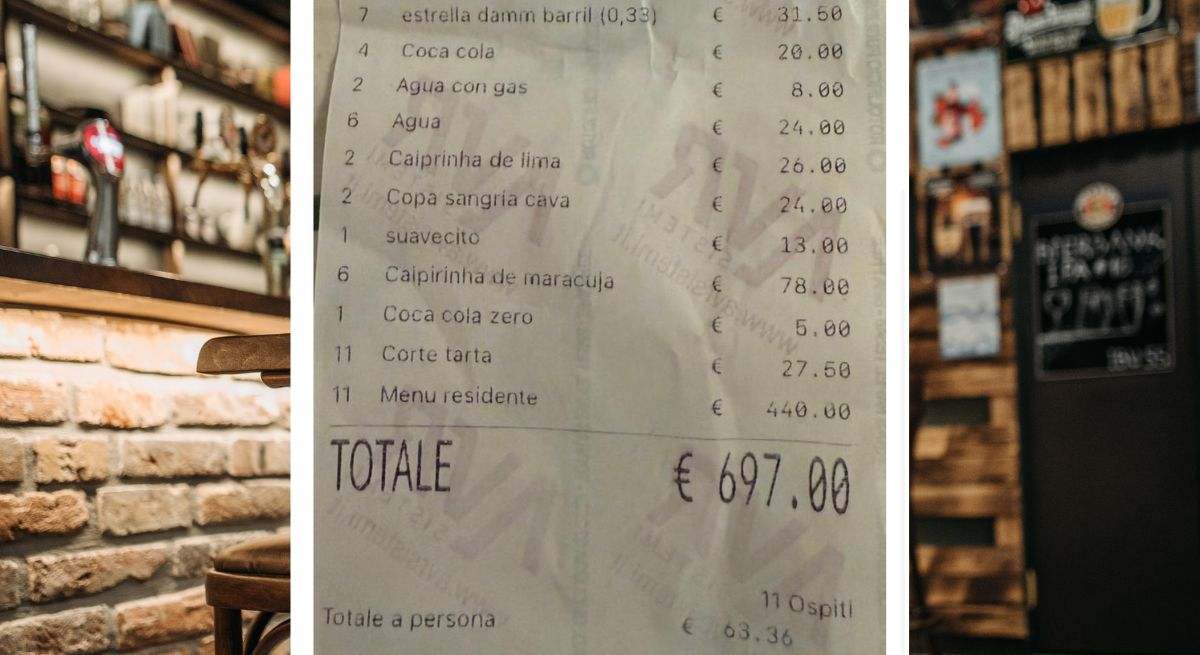 7 estrella damm barril (0,33) € 31.50
4 Coca cola € 20.00
2 Agua con gas € 8.00
6 Agua € 24.00
2 Caiprinha de lima € 26.00
2 Copa sangria cava € 24.00
1 suavecito € 13.00
6 Caipirinha de maracuja € 78.00
1 Coca cola zero € 5.00
11 Corte tarta € 27.50
11 Menu residente € 440.00
TOTALE € 697.00
11 Ospiti
Totale a persona € 63.36